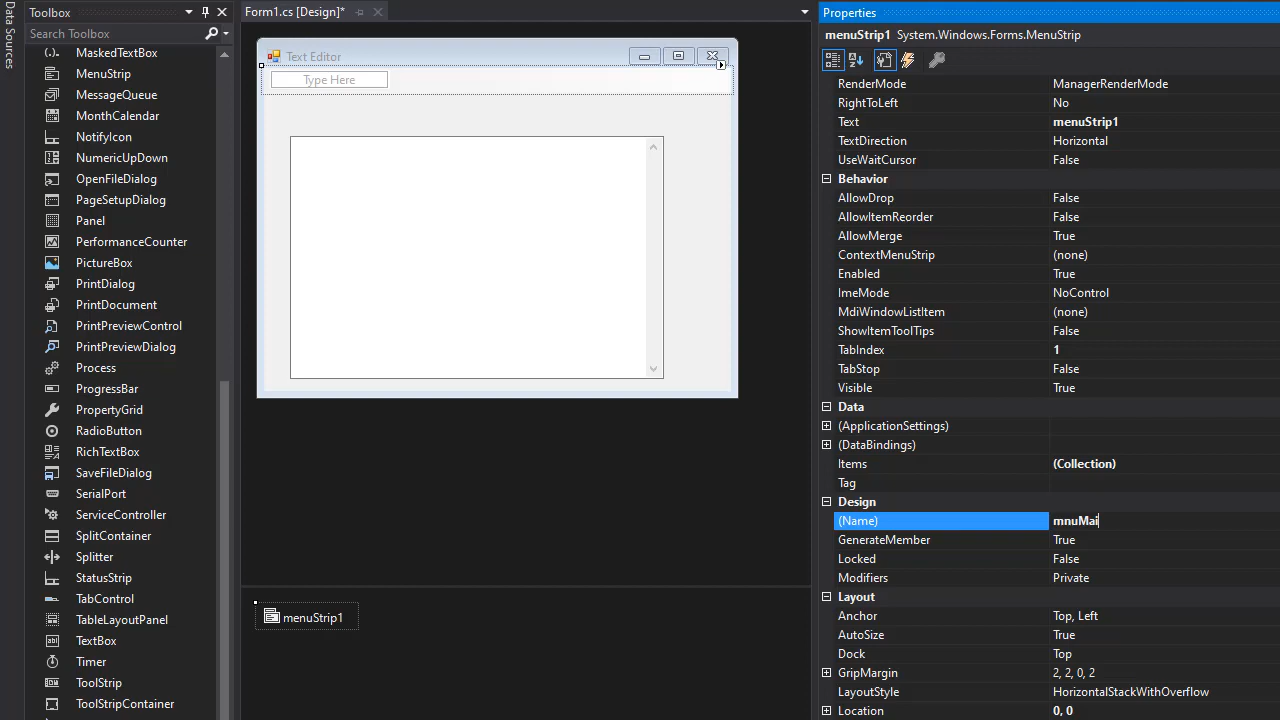 Data Sources
Toolbox
Search Toolbox
MaskedTextBox
MenuStrip
MessageQueue
MonthCalendar
NotifyIcon
NumericUpDown
OpenFileDialog
PageSetupDialog
Panel
PerformanceCounter
PictureBox
PrintDialog
PrintDocument
PrintPreviewControl
PrintPreviewDialog
Process
ProgressBar
PropertyGrid
RadioButton
RichTextBox
SaveFileDialog
SerialPort
ServiceController
SplitContainer
Splitter
StatusStrip
TabControl
TableLayoutPanel
TextBox
Timer
ToolStrip
ToolStripContainer
Form1.cs [Design]*
Text Editor
Type Here
menuStrip1
Properties
menuStrip1 System.Windows.Forms.MenuStrip
RenderMode ManagerRenderMode
RightToLeft No
Text menuStrip1
TextDirection Horizontal
UseWaitCursor False
Behavior
AllowDrop False
AllowItemReorder False
AllowMerge True
ContextMenuStrip (none)
Enabled True
ImeMode NoControl
MdiWindowListItem (none)
ShowItemToolTips False
TabIndex 1
TabStop False
Visible True
Data
(ApplicationSettings)
(DataBindings)
Items (Collection)
Tag
Design
(Name) mnuMai
GenerateMember True
Locked False
Modifiers Private
Layout
Anchor Top, Left
AutoSize True
Dock Top
GripMargin 2, 2, 0, 2
LayoutStyle HorizontalStackWithOverflow
Location 0, 0